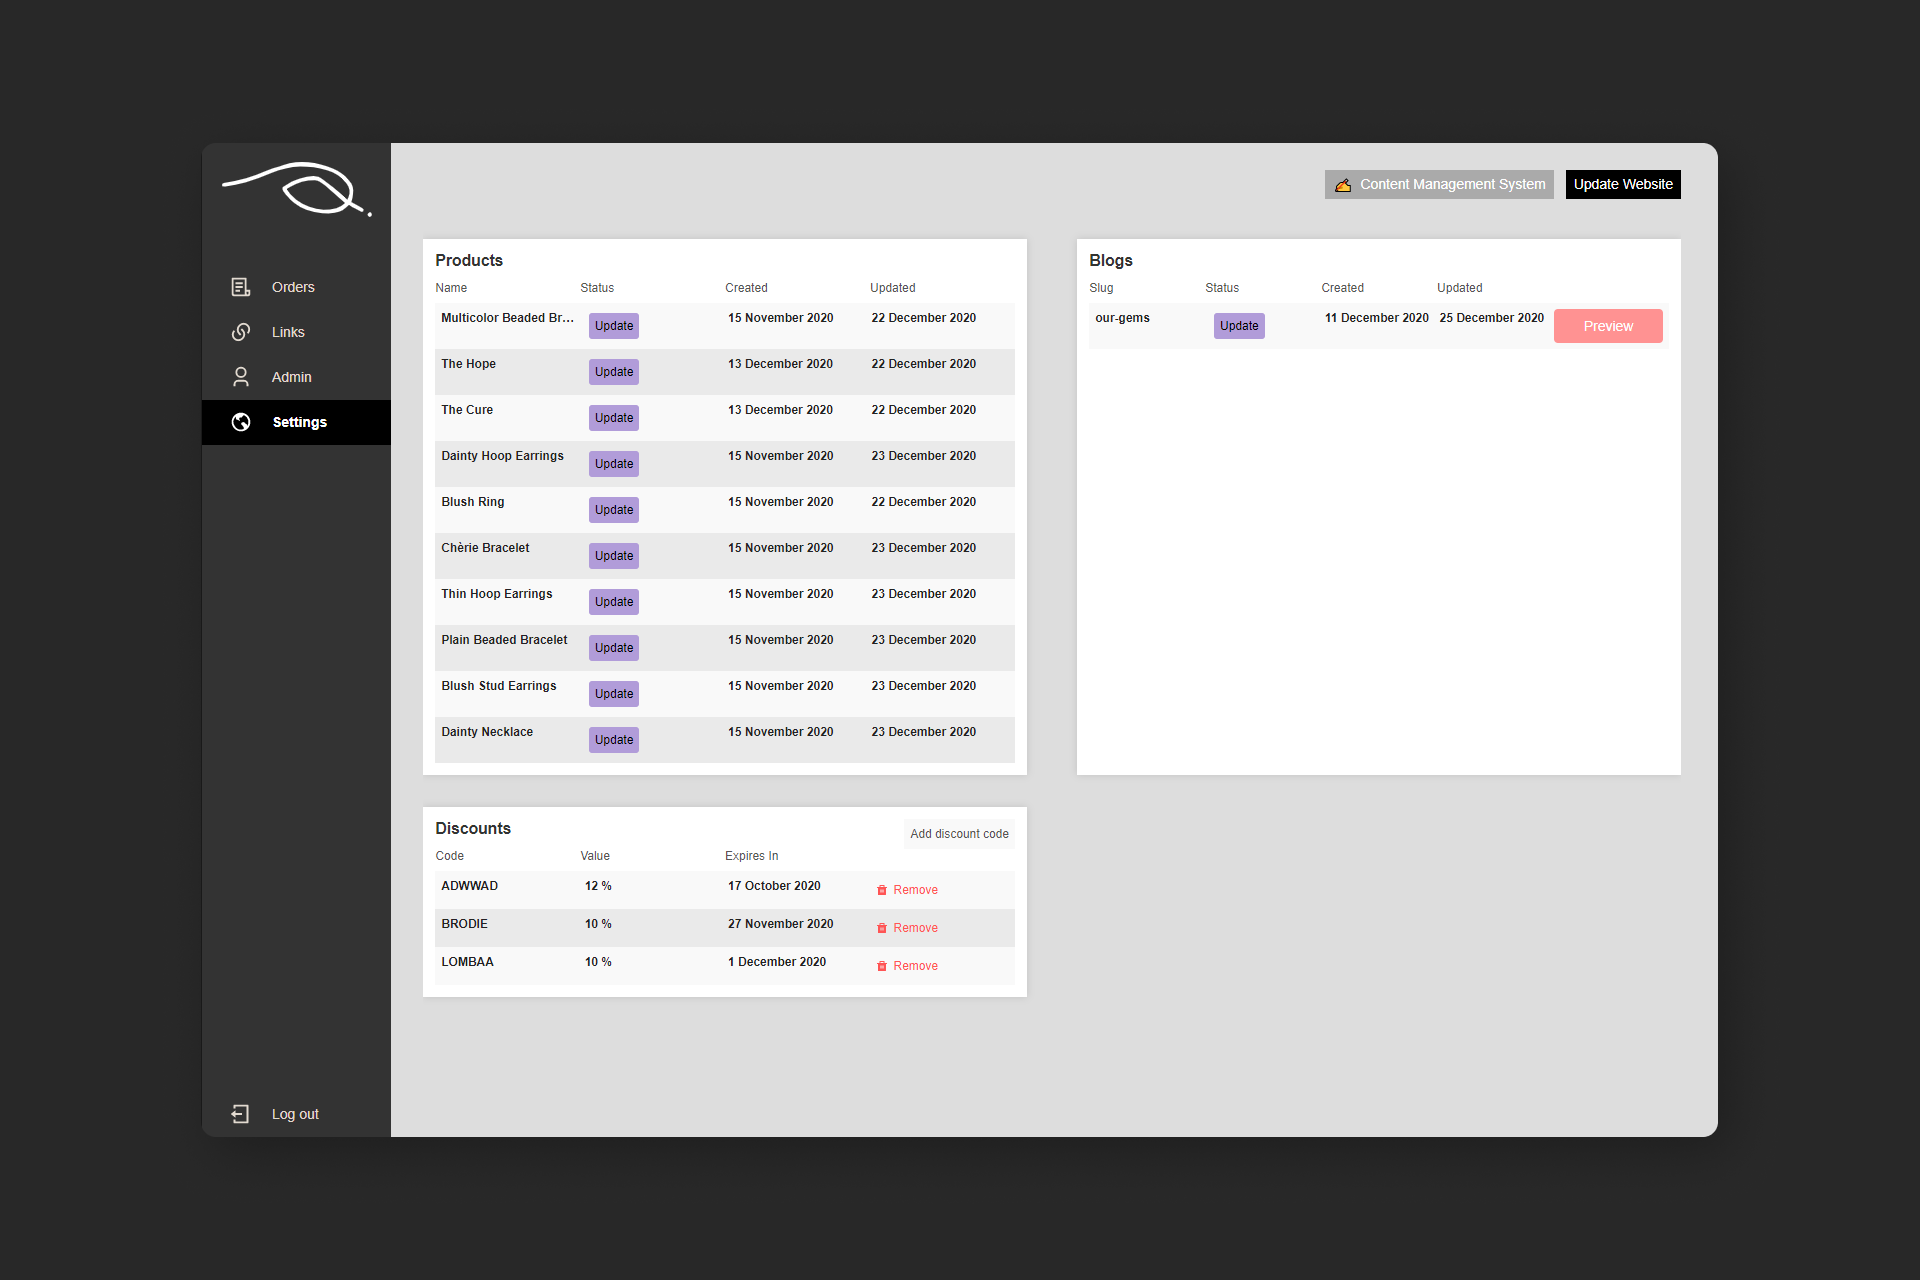 Content Management System Update Website
Orders
Links
Admin
Settings
Log out
Products
Name Status Created Updated
Multicolor Beaded Br... Update 15 November 2020 22 December 2020
The Hope Update 13 December 2020 22 December 2020
The Cure Update 13 December 2020 22 December 2020
Dainty Hoop Earrings Update 15 November 2020 23 December 2020
Blush Ring Update 15 November 2020 22 December 2020
Chèrie Bracelet Update 15 November 2020 23 December 2020
Thin Hoop Earrings Update 15 November 2020 23 December 2020
Plain Beaded Bracelet Update 15 November 2020 23 December 2020
Blush Stud Earrings Update 15 November 2020 23 December 2020
Dainty Necklace Update 15 November 2020 23 December 2020
Blogs
Slug Status Created Updated
our-gems Update 11 December 2020 25 December 2020 Preview
Discounts Add discount code
Code Value Expires In
ADWWAD 12 % 17 October 2020 Remove
BRODIE 10 % 27 November 2020 Remove
LOMBAA 10 % 1 December 2020 Remove